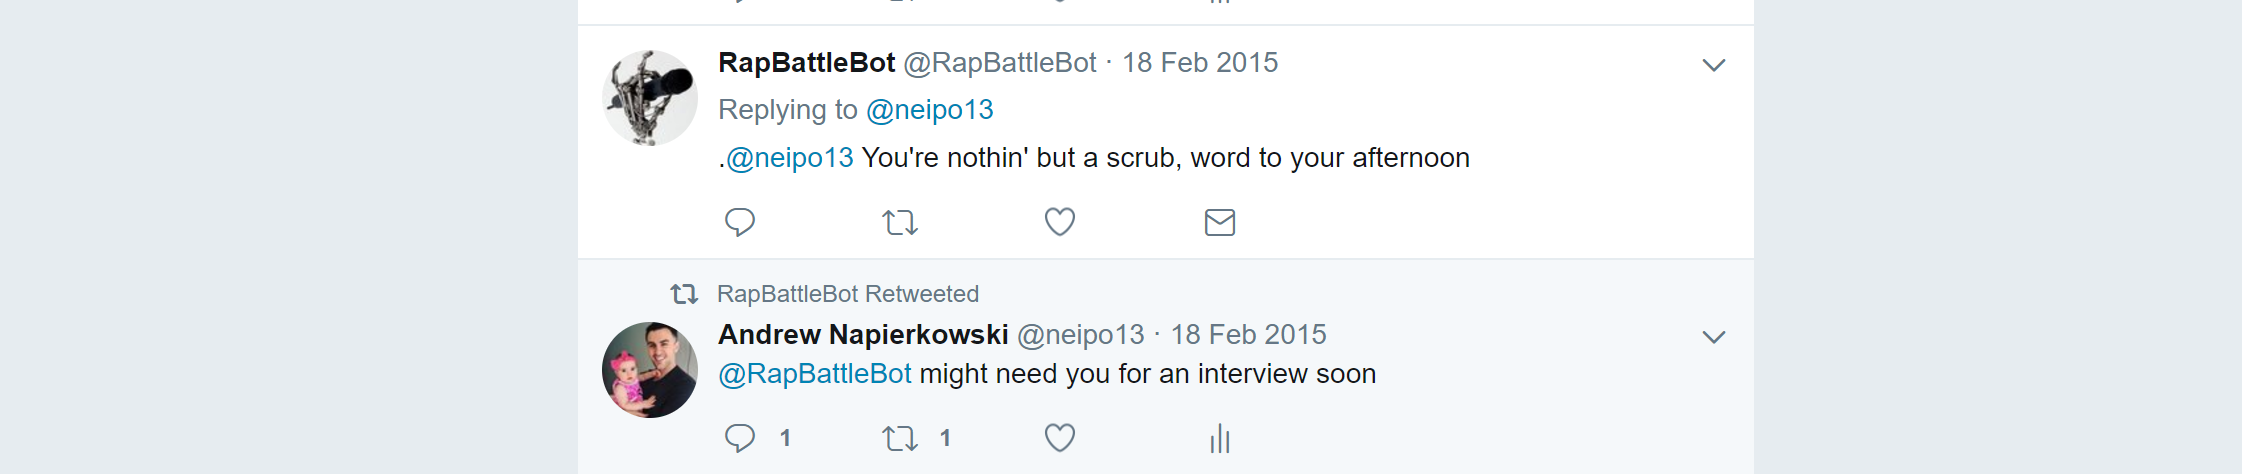 RapBattleBot @RapBattleBot · 18 Feb 2015
Replying to @neipo13
.@neipo13 You're nothin' but a scrub, word to your afternoon
RapBattleBot Retweeted
Andrew Napierkowski @neipo13 · 18 Feb 2015
@RapBattleBot might need you for an interview soon
1 1